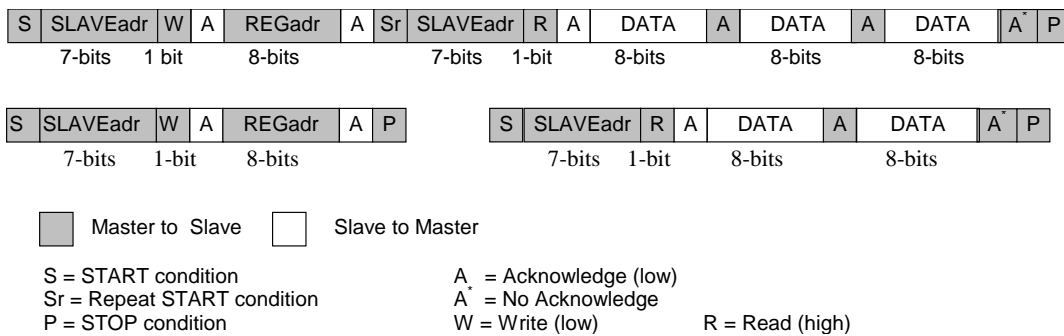 S SLAVEadr W A REGadr A Sr SLAVEadr R A DATA A DATA A DATA A* P
7-bits 1 bit 8-bits 7-bits 1-bit 8-bits 8-bits 8-bits
S SLAVEadr W A REGadr A P S SLAVEadr R A DATA A DATA A* P
7-bits 1-bit 8-bits 7-bits 1-bit 8-bits 8-bits
Master to Slave Slave to Master
S = START condition A = Acknowledge (low)
Sr = Repeat START condition A* = No Acknowledge
P = STOP condition W = Write (low) R = Read (high)